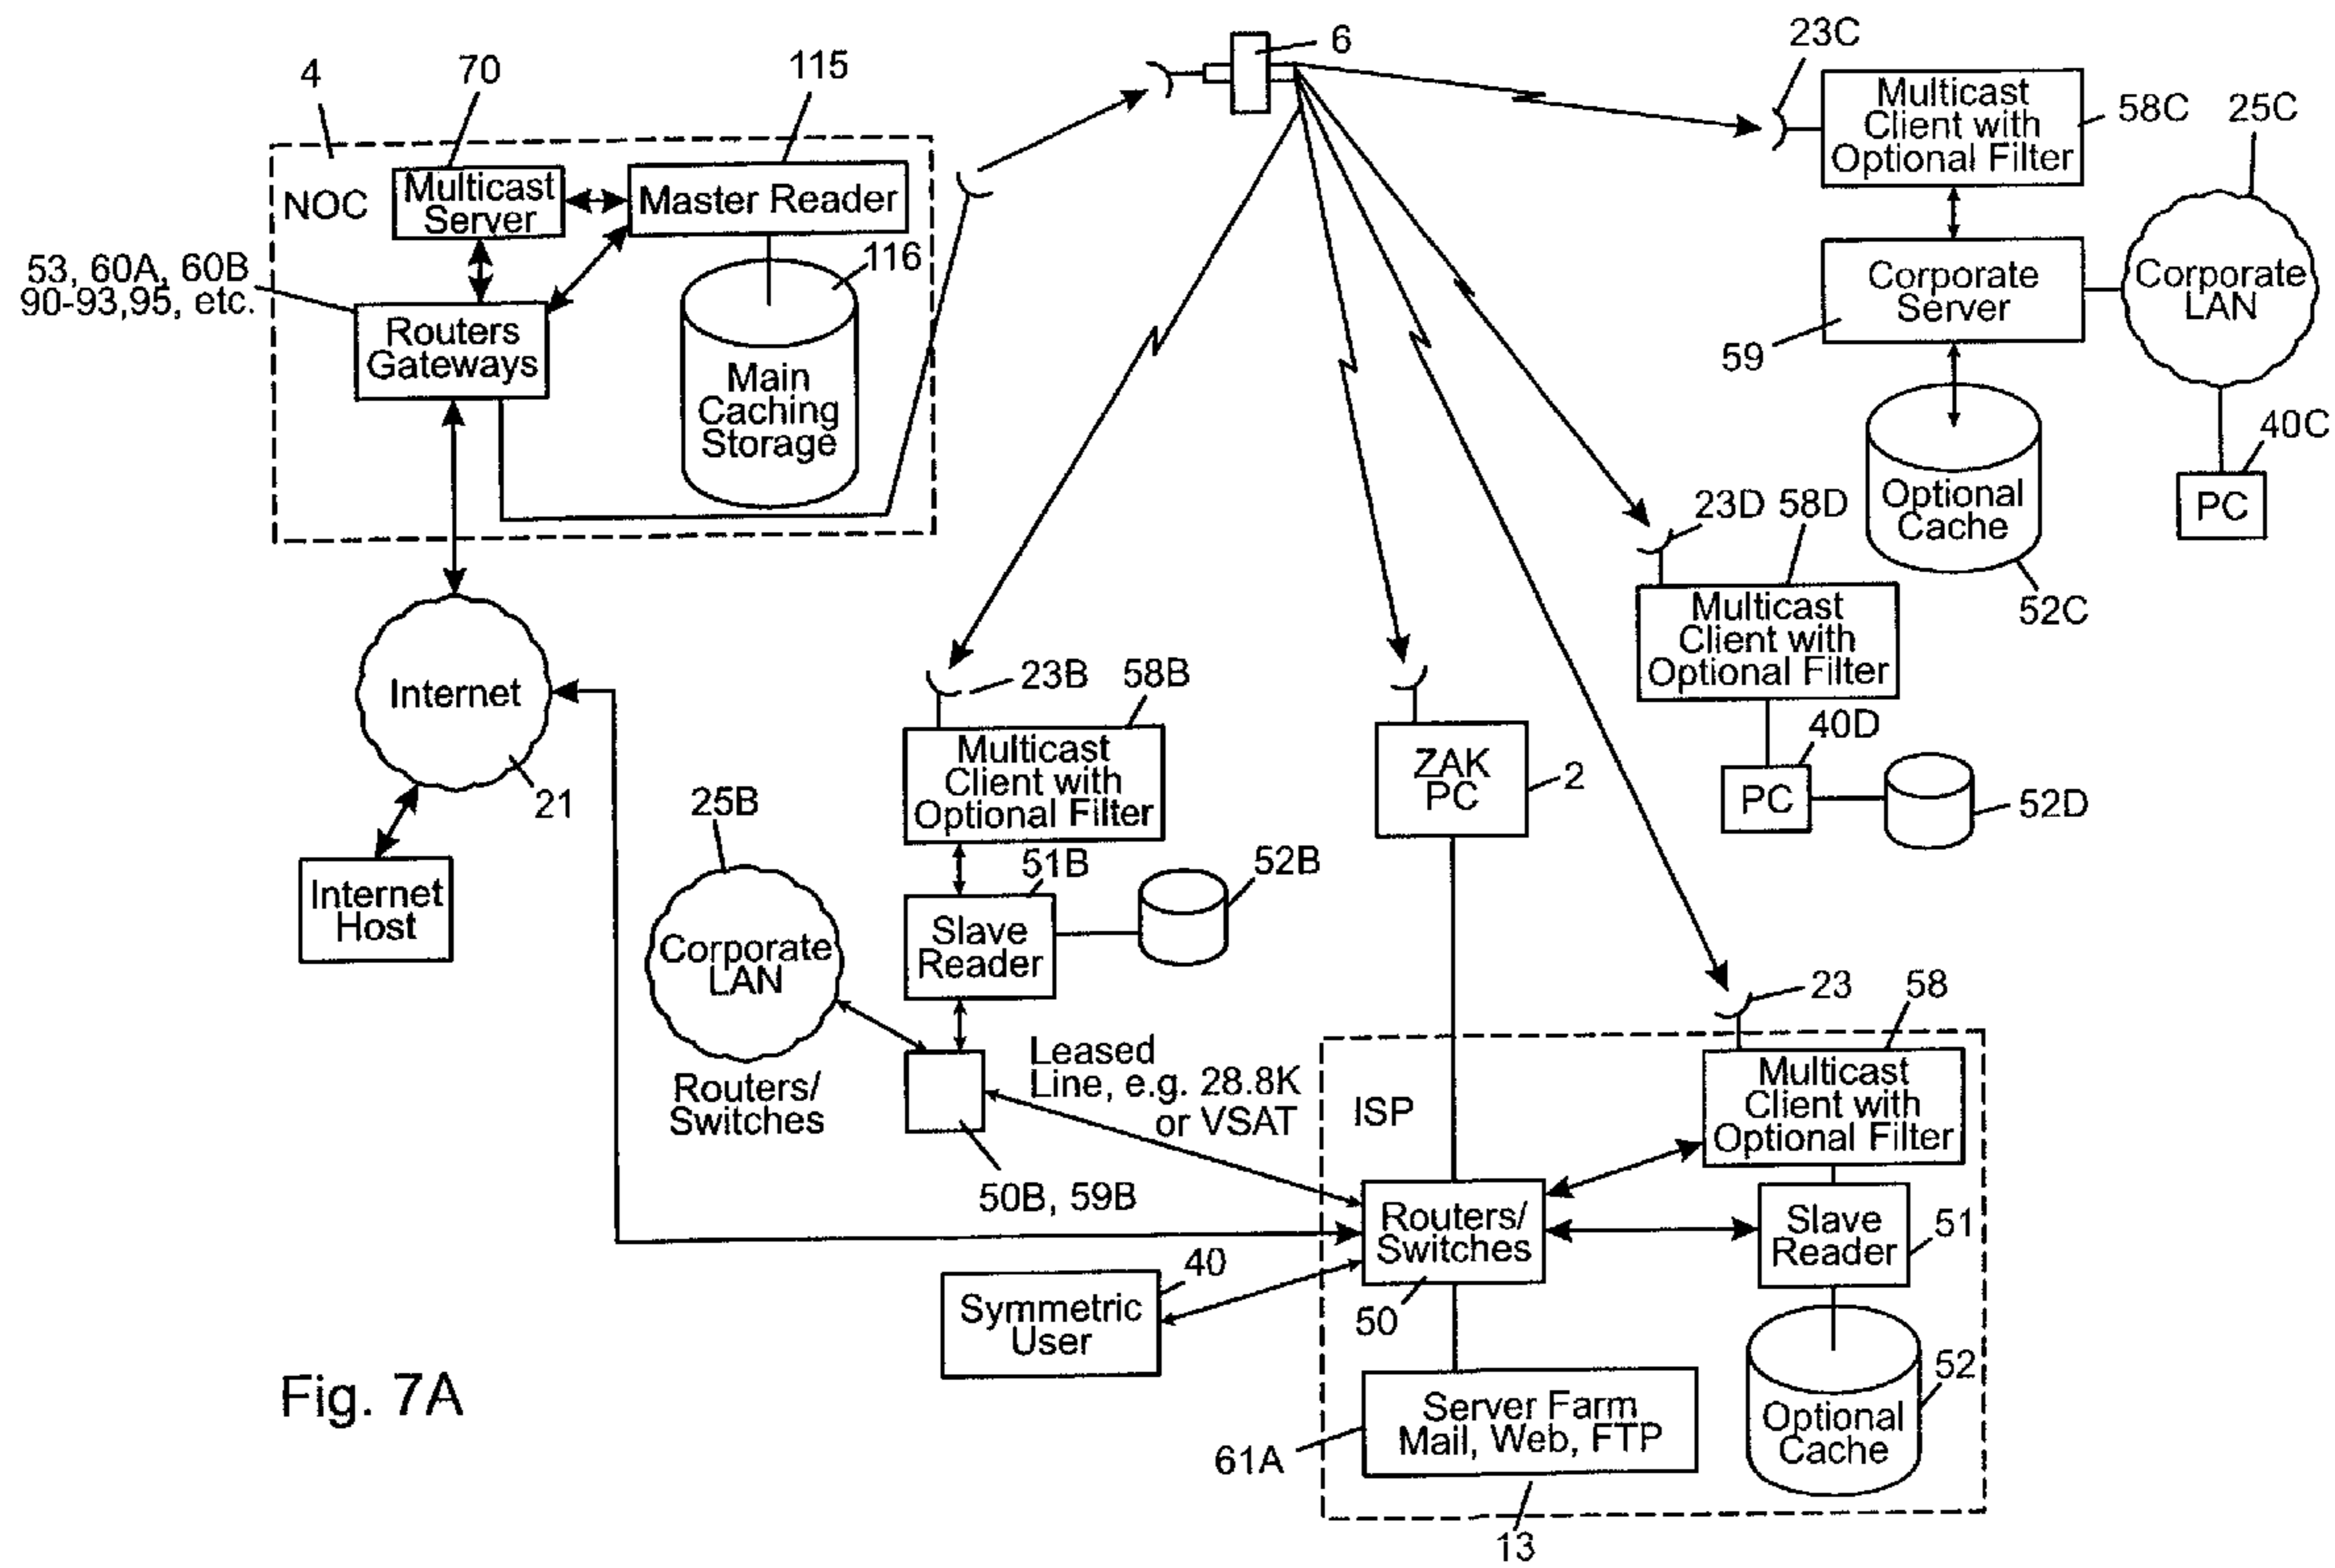 6
23C
4
70
115
Multicast
Client with
Optional Filter
58C
25C
NOC
Multicast
Server
Master Reader
53, 60A, 60B
90-93,95, etc.
116
Routers
Gateways
Main
Caching
Storage
Corporate
Server
59
Corporate
LAN
40C
PC
Optional
Cache
52C
23D
58D
Multicast
Client with
Optional Filter
40D
PC
52D
Internet
21
Internet
Host
23B
58B
Multicast
Client with
Optional Filter
25B
51B
52B
Corporate
LAN
Slave
Reader
ZAK
PC
2
Routers/
Switches
Leased
Line, e.g. 28.8K
or VSAT
50B, 59B
ISP
23
58
Multicast
Client with
Optional Filter
Routers/
Switches
50
Slave
Reader
51
40
Symmetric
User
Server Farm
Mail, Web, FTP
61A
52
Optional
Cache
13
Fig. 7A